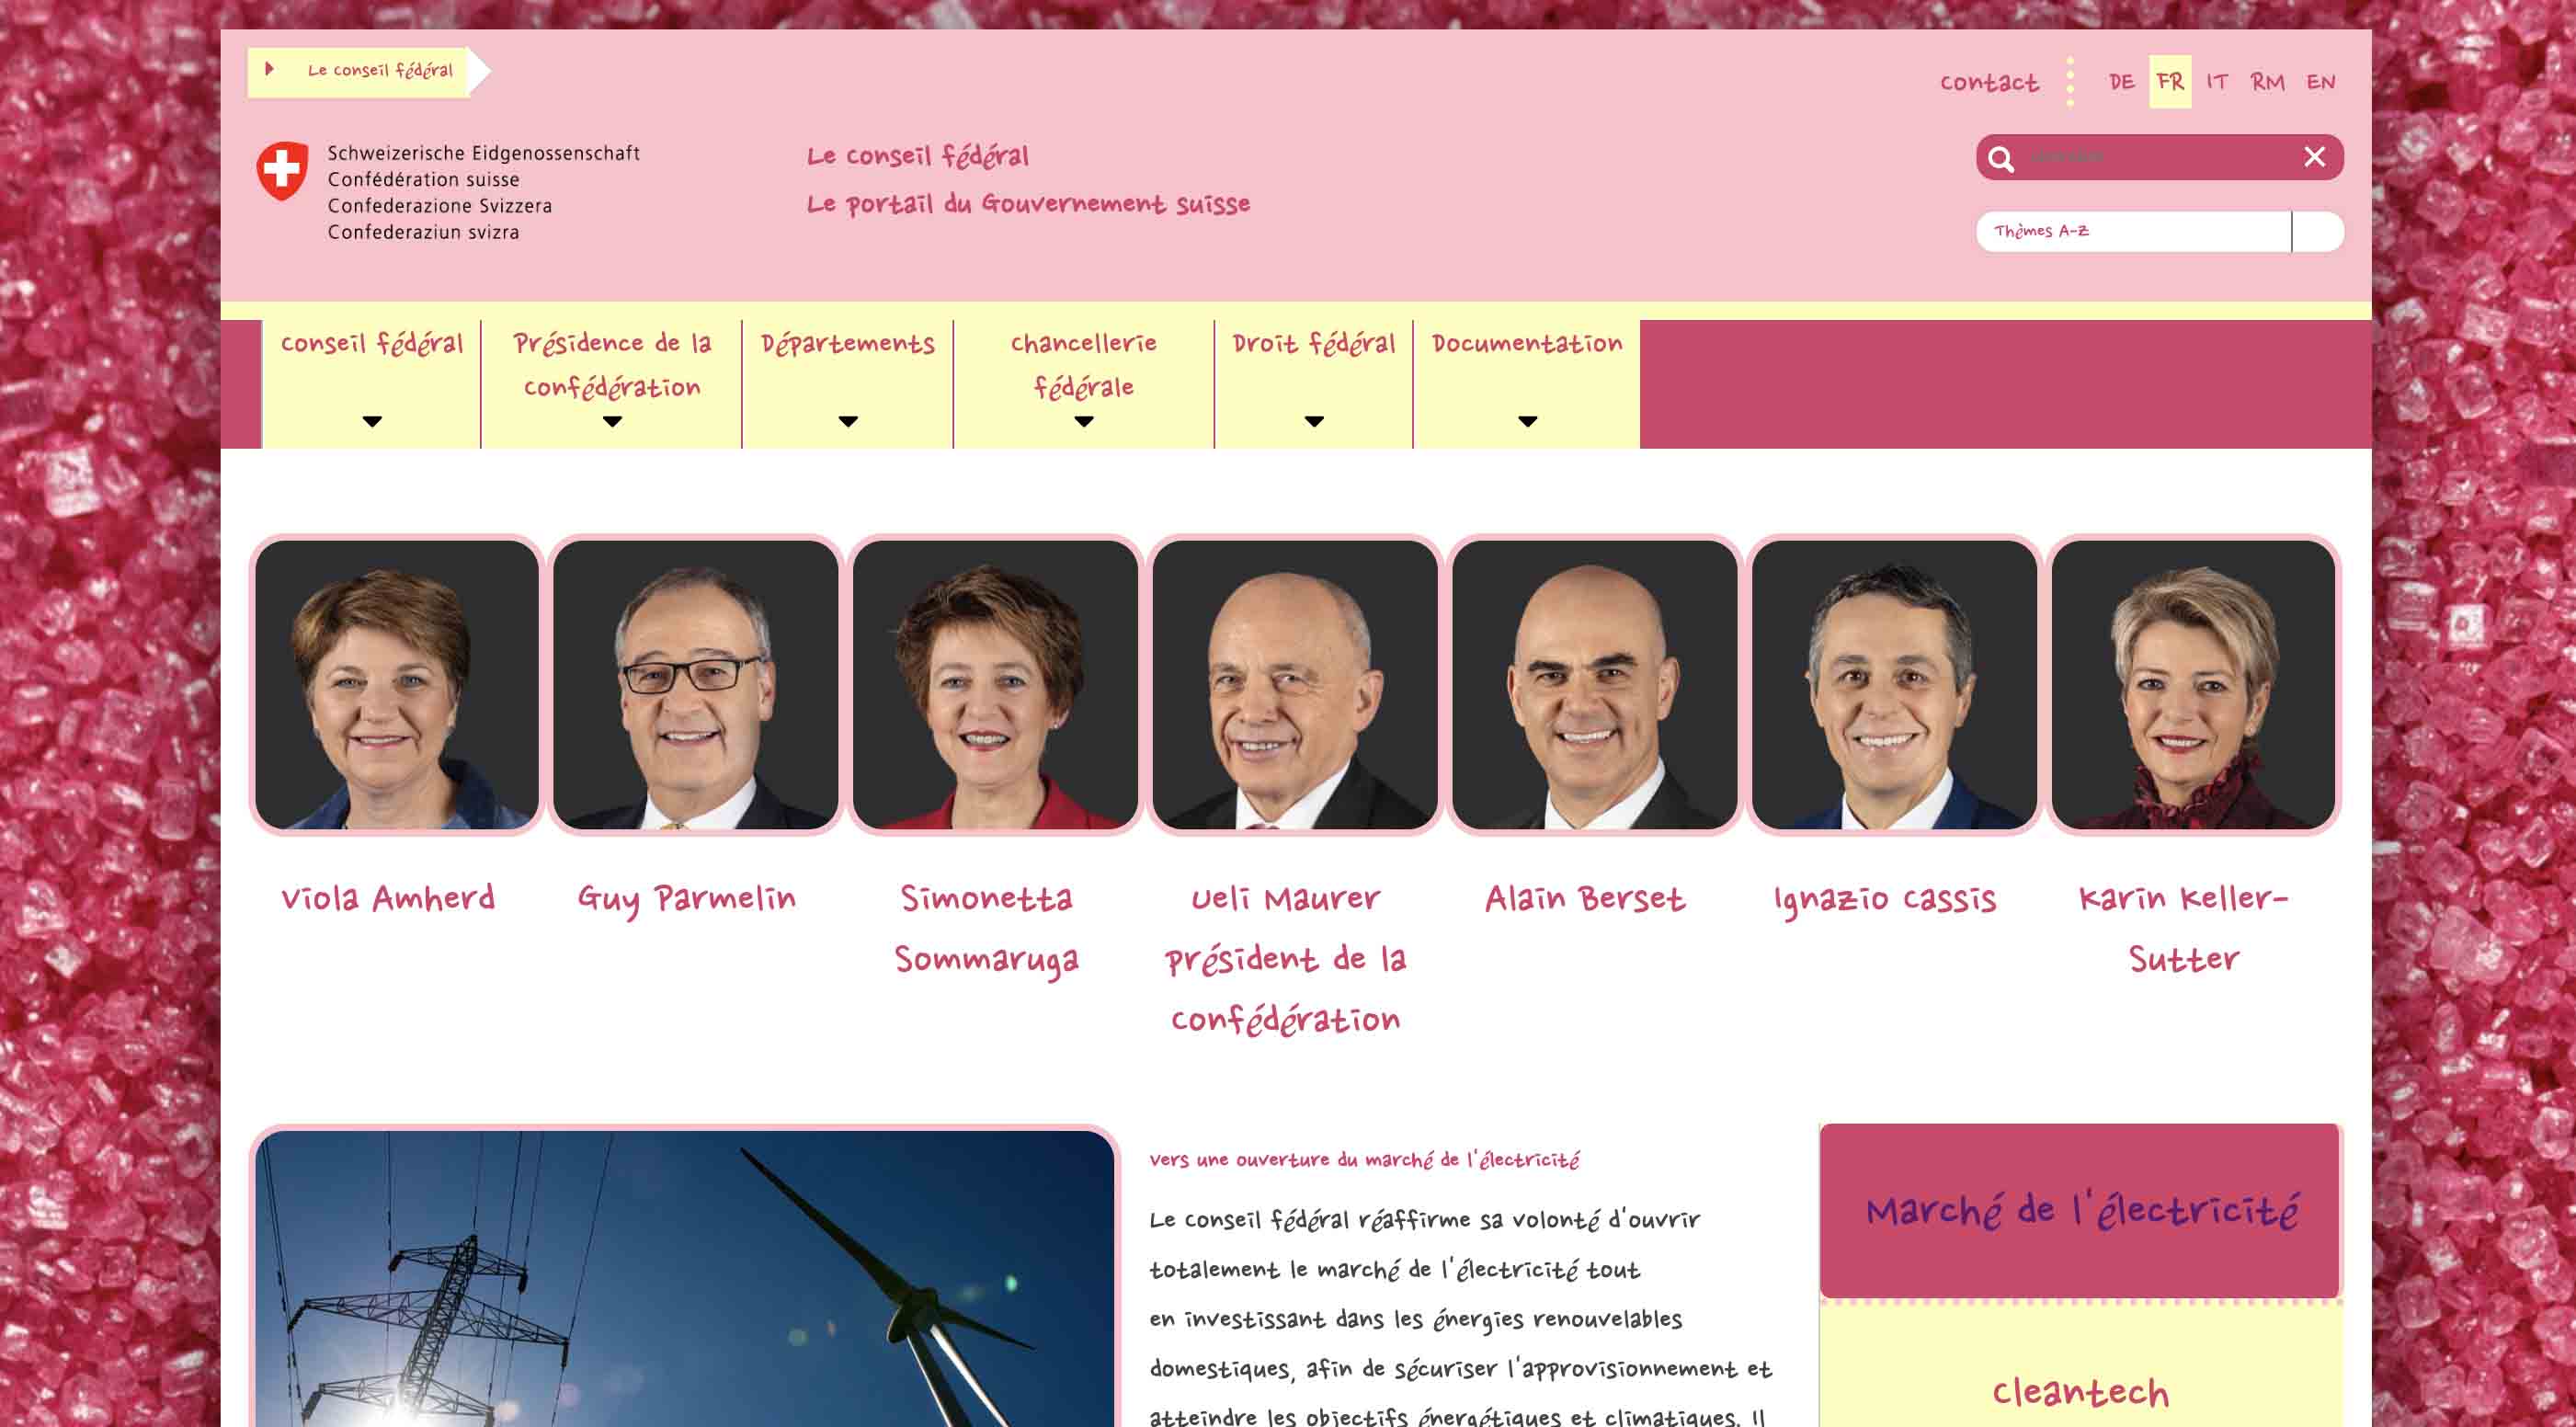 Le Conseil fédéral
Contact
DE FR IT RM EN
Schweizerische Eidgenossenschaft
Confédération suisse
Confederazione Svizzera
Confederaziun svizra
Le Conseil fédéral
Le portail du Gouvernement suisse
Thèmes A-Z
Conseil fédéral
Présidence de la
Confédération
Départements
Chancellerie
fédérale
Droit fédéral
Documentation
Viola Amherd
Guy Parmelin
Simonetta
Sommaruga
Ueli Maurer
Président de la
Confédération
Alain Berset
Ignazio Cassis
Karin Keller-
Sutter
Vers une ouverture du marché de l'électricité
Le Conseil fédéral réaffirme sa volonté d'ouvrir
totalement le marché de l'électricité tout
en investissant dans les énergies renouvelables
domestiques, afin de sécuriser l'approvisionnement et
atteindre les objectifs énergétiques et climatiques. Il
Marché de l'électricité
Cleantech